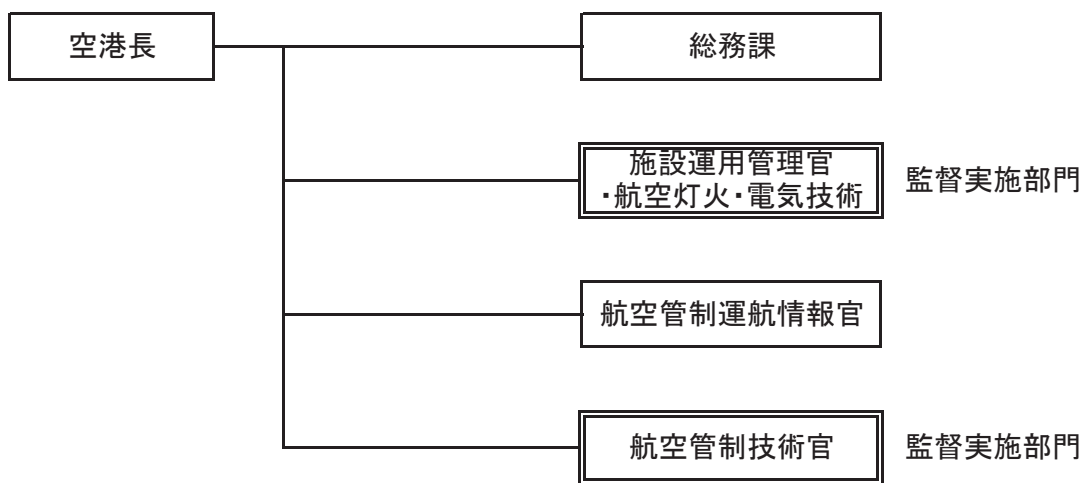 空港長
総務課
施設運用管理官
・航空灯火・電気技術
監督実施部門
航空管制運航情報官
航空管制技術官
監督実施部門